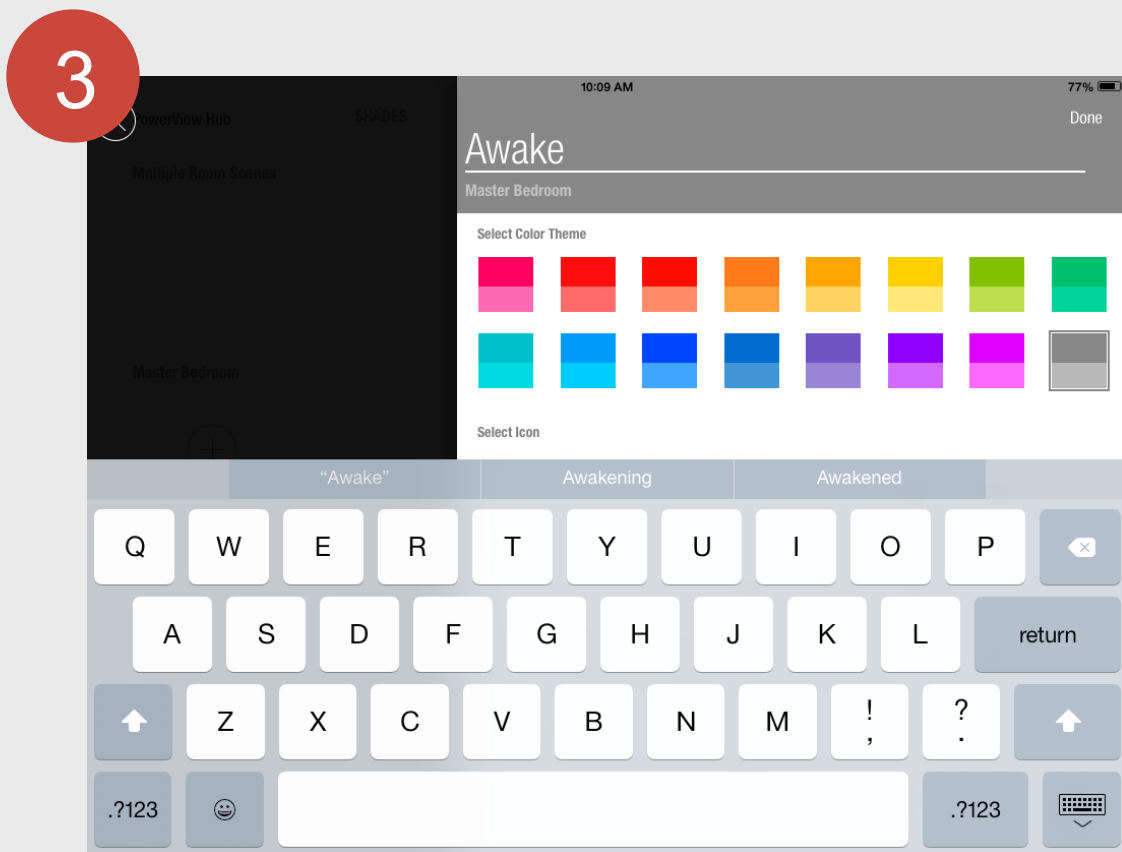 3
10:09 AM
77%
PowerView Hub
SHADES
Done
Awake
Multiple Room Scenes
Master Bedroom
Select Color Theme
Master Bedroom
Select Icon
“Awake”
Awakening
Awakened
Q W E R T Y U I O P
A S D F G H J K L return
Z X C V B N M ! , ? .
.?123 .?123